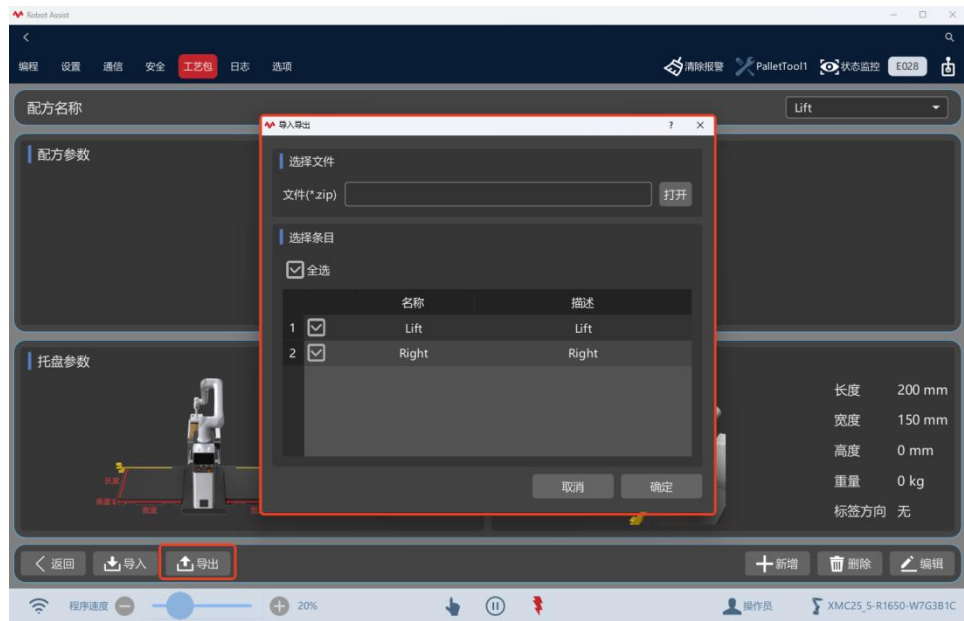 Robot Assist
编程 设置 通信 安全 工艺包 日志 选项 清除报警 PalletTool1 状态监控 E028
配方名称 Lift
导入导出 ?
配方参数
选择文件
文件(*.zip) 打开
选择条目
全选
名称 描述
1 Lift Lift
2 Right Right
取消 确定
托盘参数
长度 200 mm
宽度 150 mm
高度 0 mm
重量 0 kg
标签方向 无
长度
宽度
返回 导入 导出 新增 删除 编辑
程序速度 20% 操作员 XMC25_5-R1650-W7G3B1C